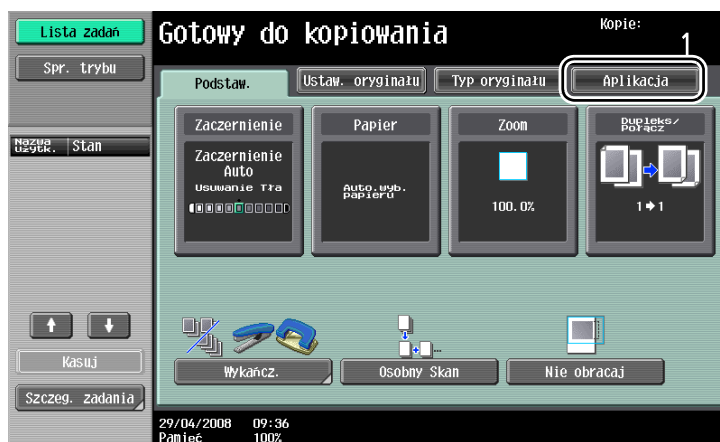 Lista zadań
Spr. trybu
Nazwa użytk.
Stan
Kasuj
Szczeg. zadania
Gotowy do kopiowania
Kopie:
1
Podstaw.
Ustaw. oryginału
Typ oryginału
Aplikacja
Zaczernienie
Zaczernienie
Auto
Usuwanie Tła
Papier
Auto.wyb.
papieru
Zoom
100.0%
Dupleks/
Połącz
1➔1
Wykańcz.
Osobny Skan
Nie obracaj
29/04/2008 09:36
Pamięć 100%